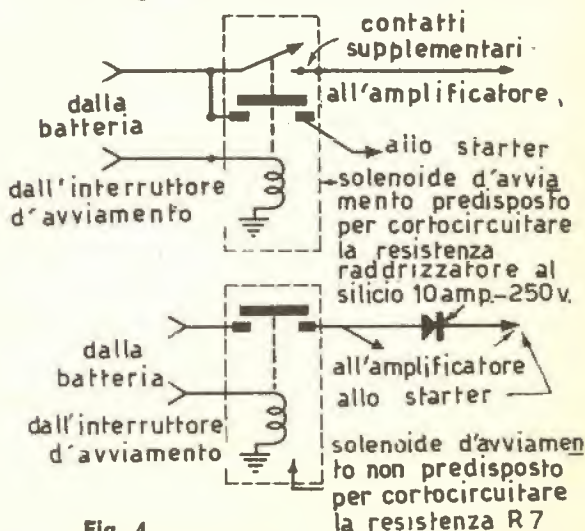 contatti
supplementari
all'amplificatore
dalla
batteria
allo starter
dall'interruttore
d'avviamento
solenoide d'avvia
mento predisposto
per cortocircuitare
la resistenza
raddrizzatore al
silicio 10 amp.-250 v.
dalla
batteria
all'amplificatore
allo starter
dall'interruttore
d'avviamento
solenoide d'avviamen
to non predisposto
per cortocircuitare
la resistenza R7
Fig. 4